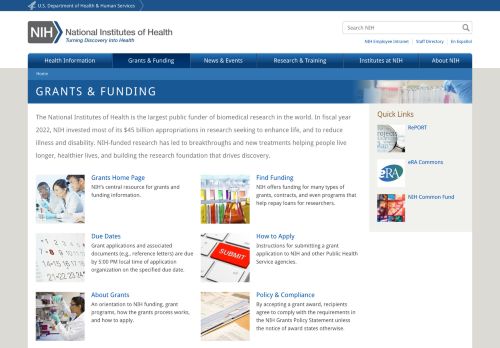 U.S. Department of Health & Human Services
NIH National Institutes of Health
Turning Discovery Into Health
Search NIH
NIH Employee Intranet | Staff Directory | En Español
Health Information Grants & Funding News & Events Research & Training Institutes at NIH About NIH
Home
GRANTS & FUNDING
The National Institutes of Health is the largest public funder of biomedical research in the world. In fiscal year
2022, NIH invested most of its $45 billion appropriations in research seeking to enhance life, and to reduce
illness and disability. NIH-funded research has led to breakthroughs and new treatments helping people live
longer, healthier lives, and building the research foundation that drives discovery.
Grants Home Page
NIH's central resource for grants and
funding information.
Find Funding
NIH offers funding for many types of
grants, contracts, and even programs that
help repay loans for researchers.
Due Dates
Grant applications and associated
documents (e.g., reference letters) are due
by 5:00 PM local time of application
organization on the specified due date.
SUBMIT
How to Apply
Instructions for submitting a grant
application to NIH and other Public Health
Service agencies.
About Grants
An orientation to NIH funding, grant
programs, how the grants process works,
and how to apply.
Policy & Compliance
By accepting a grant award, recipients
agree to comply with the requirements in
the NIH Grants Policy Statement unless
the notice of award states otherwise.
Quick Links
RePORT
eRA
eRA Commons
NIH Common Fund